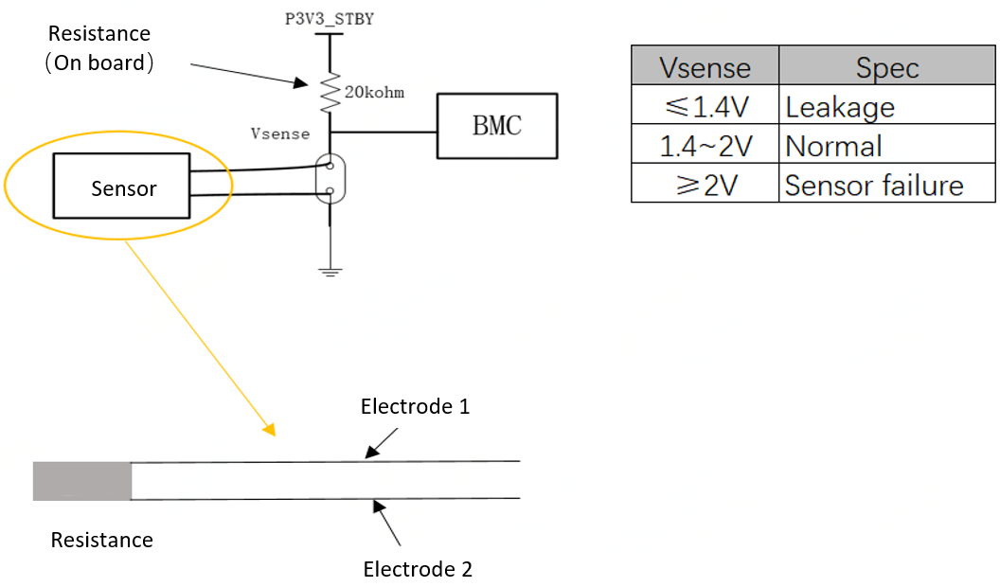 P3V3_STBY
Resistance
（On board）
20kohm
Vsense
BMC
Sensor
Vsense Spec
≤1.4V Leakage
1.4~2V Normal
≥2V Sensor failure
Electrode 1
Resistance
Electrode 2